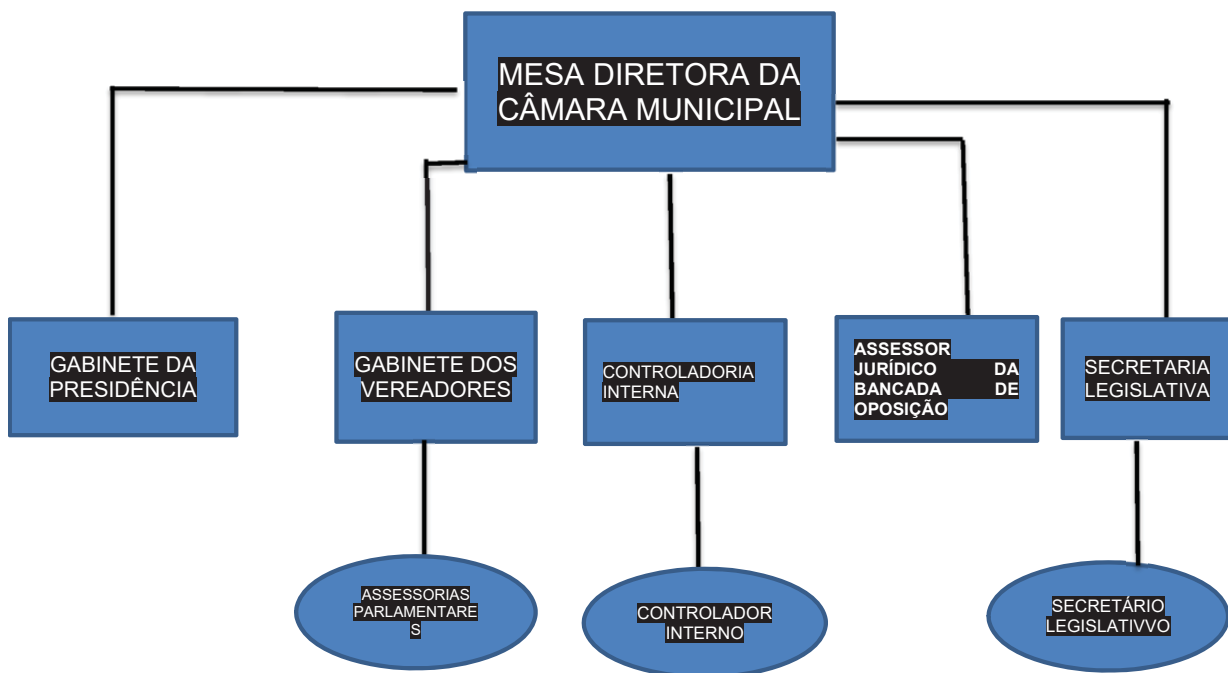 MESA DIRETORA DA
CÂMARA MUNICIPAL
GABINETE DA
PRESIDÊNCIA
GABINETE DOS
VEREADORES
CONTROLADORIA
INTERNA
ASSESSOR
JURÍDICO DA
BANCADA DE
OPOSIÇÃO
SECRETARIA
LEGISLATIVA
ASSESSORIAS
PARLAMENTARE
S
CONTROLADOR
INTERNO
SECRETÁRIO
LEGISLATIVVO